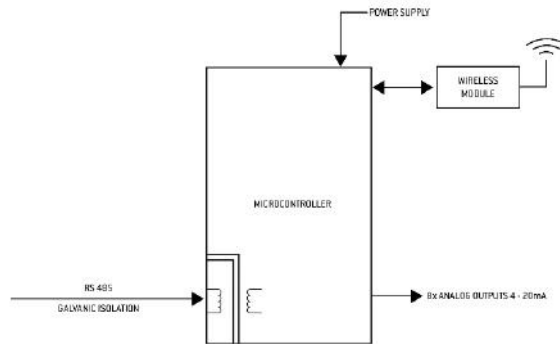 POWER SUPPLY
WIRELESS
MODULE
MICROCONTROLLER
RS 485
GALVANIC ISOLATION
8x ANALOG OUTPUTS 4 - 20mA